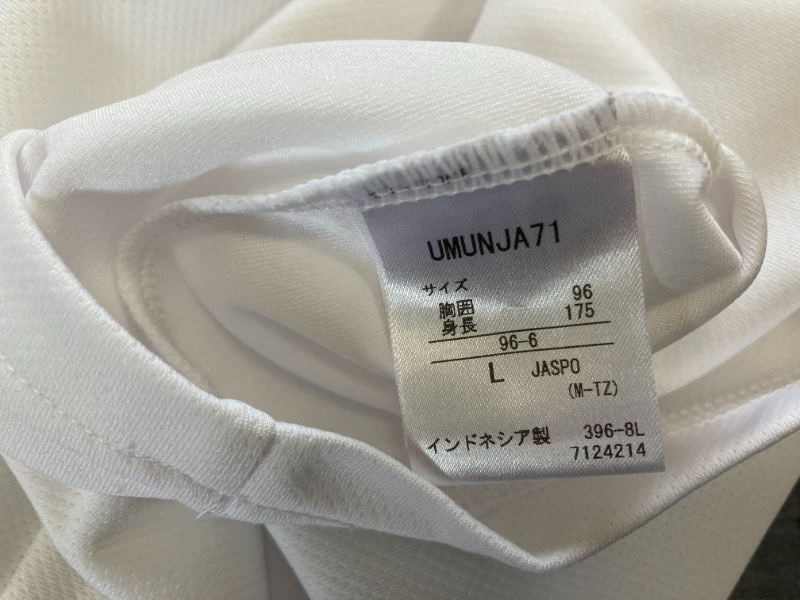 UMUNJA71
サイズ
胸囲 96
身長 175
96-6
L JASPO
(M-TZ)
インドネシア製 396-8L
7124214